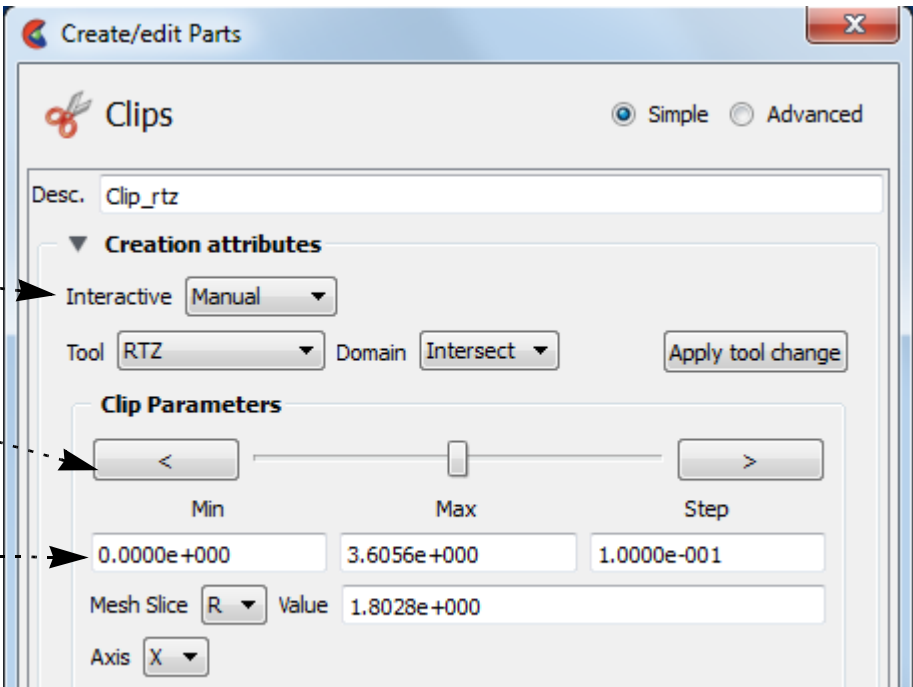 Create/edit Parts
X
Clips
Simple Advanced
Desc. Clip_rtz
Creation attributes
Interactive Manual
Tool RTZ Domain Intersect Apply tool change
Clip Parameters
< >
Min Max Step
0.0000e+000 3.6056e+000 1.0000e-001
Mesh Slice R Value 1.8028e+000
Axis X